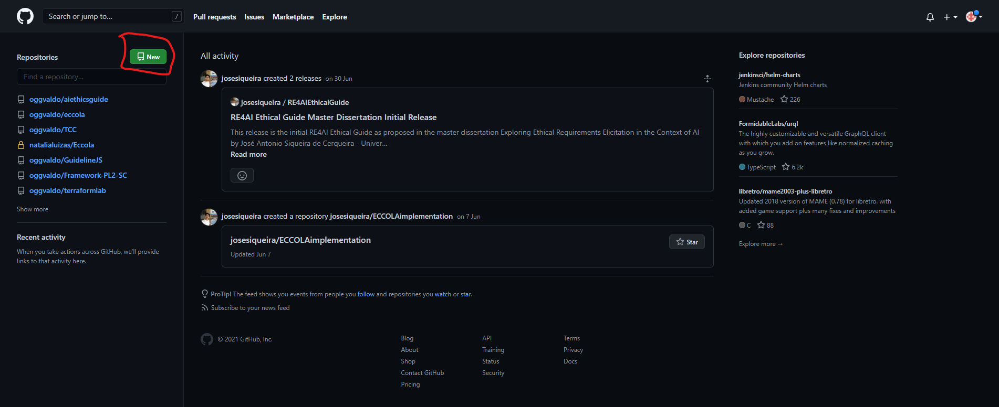 Search or jump to...
/
Pull requests
Issues
Marketplace
Explore
Repositories
New
Find a repository...
oggvaldo/aiethicsguide
oggvaldo/eccola
oggvaldo/TCC
natalialuizas/Eccola
oggvaldo/GuidelineJS
oggvaldo/Framework-PL2-SC
oggvaldo/terraformlab
Show more
Recent activity
When you take actions across GitHub, we'll provide
links to that activity here.
All activity
josesiqueira created 2 releases on 30 Jun
josesiqueira / RE4AIEthicalGuide
RE4AI Ethical Guide Master Dissertation Initial Release
This release is the initial RE4AI Ethical Guide as proposed in the master dissertation Exploring Ethical Requirements Elicitation in the Context of AI
by José Antonio Siqueira de Cerqueira - Univer...
Read more
josesiqueira created a repository josesiqueira/ECCOLAimplementation on 7 Jun
josesiqueira/ECCOLAimplementation
Star
Updated Jun 7
ProTip! The feed shows you events from people you follow and repositories you watch or star.
Subscribe to your news feed
© 2021 GitHub, Inc.
Blog
About
Shop
Contact GitHub
Pricing
API
Training
Status
Security
Terms
Privacy
Docs
Explore repositories
jenkinsci/helm-charts
Jenkins community Helm charts
Mustache 226
FormidableLabs/urql
The highly customizable and versatile GraphQL client
with which you add on features like normalized caching
as you grow.
TypeScript 6.2k
libretro/mame2003-plus-libretro
Updated 2018 version of MAME (0.78) for libretro. with
added game support plus many fixes and improvements
C 88
Explore more →